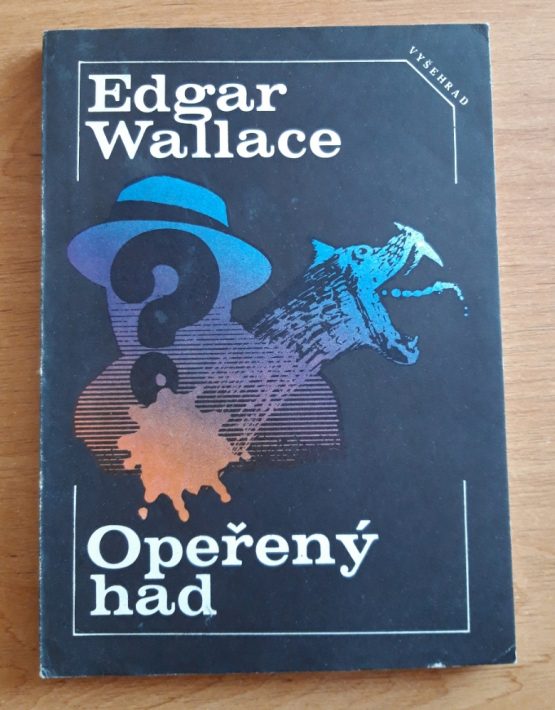 VYŠEHRAD
Edgar
Wallace
?
Opeřený
had